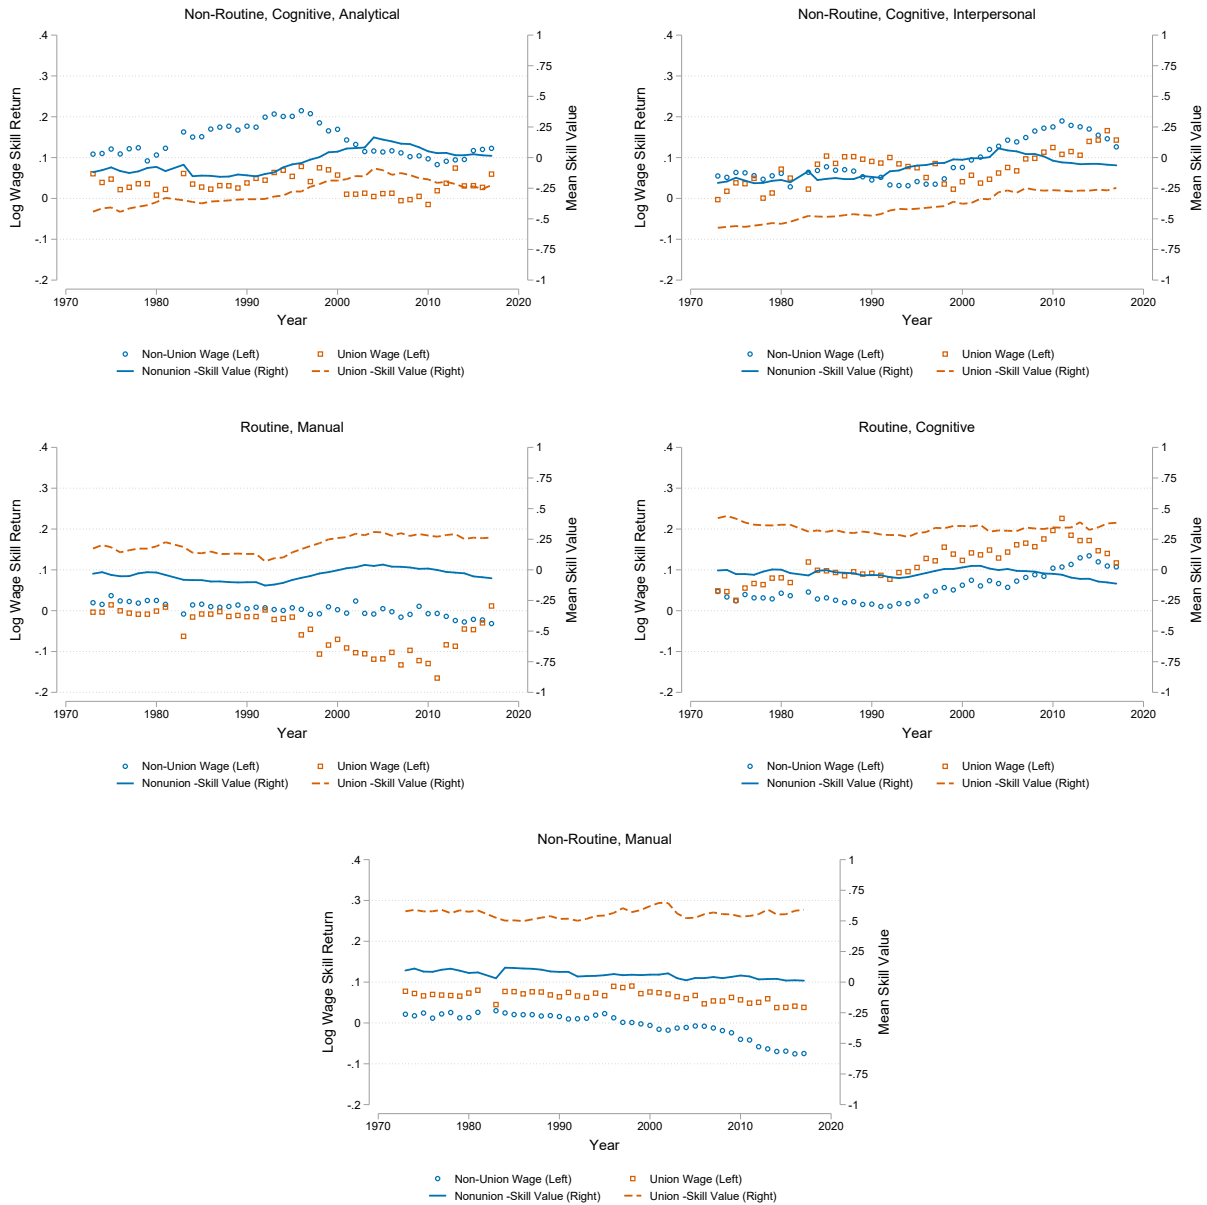 Non-Routine, Cognitive, Analytical
.4
.3
.2
.1
0
-.1
-.2
Log Wage Skill Return
1
.75
.5
.25
0
-.25
-.5
-.75
-1
Mean Skill Value
1970 1980 1990 2000 2010 2020
Year
Non-Union Wage (Left) Union Wage (Left)
Nonunion -Skill Value (Right) Union -Skill Value (Right)
Non-Routine, Cognitive, Interpersonal
.4
.3
.2
.1
0
-.1
-.2
Log Wage Skill Return
1
.75
.5
.25
0
-.25
-.5
-.75
-1
Mean Skill Value
1970 1980 1990 2000 2010 2020
Year
Non-Union Wage (Left) Union Wage (Left)
Nonunion -Skill Value (Right) Union -Skill Value (Right)
Routine, Manual
.4
.3
.2
.1
0
-.1
-.2
Log Wage Skill Return
1
.75
.5
.25
0
-.25
-.5
-.75
-1
Mean Skill Value
1970 1980 1990 2000 2010 2020
Year
Non-Union Wage (Left) Union Wage (Left)
Nonunion -Skill Value (Right) Union -Skill Value (Right)
Routine, Cognitive
.4
.3
.2
.1
0
-.1
-.2
Log Wage Skill Return
1
.75
.5
.25
0
-.25
-.5
-.75
-1
Mean Skill Value
1970 1980 1990 2000 2010 2020
Year
Non-Union Wage (Left) Union Wage (Left)
Nonunion -Skill Value (Right) Union -Skill Value (Right)
Non-Routine, Manual
.4
.3
.2
.1
0
-.1
-.2
Log Wage Skill Return
1
.75
.5
.25
0
-.25
-.5
-.75
-1
Mean Skill Value
1970 1980 1990 2000 2010 2020
Year
Non-Union Wage (Left) Union Wage (Left)
Nonunion -Skill Value (Right) Union -Skill Value (Right)